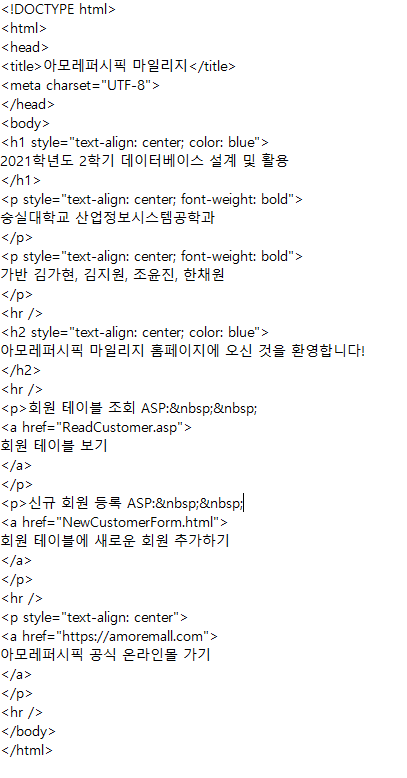 <!DOCTYPE html>
<html>
<head>
<title>아모레퍼시픽 마일리지</title>
<meta charset="UTF-8">
</head>
<body>
<h1 style="text-align: center; color: blue">
2021학년도 2학기 데이터베이스 설계 및 활용
</h1>
<p style="text-align: center; font-weight: bold">
숭실대학교 산업정보시스템공학과
</p>
<p style="text-align: center; font-weight: bold">
가반 김가현, 김지원, 조윤진, 한채원
</p>
<hr />
<h2 style="text-align: center; color: blue">
아모레퍼시픽 마일리지 홈페이지에 오신 것을 환영합니다!
</h2>
<hr />
<p>회원 테이블 조회 ASP:&nbsp;&nbsp;
<a href="ReadCustomer.asp">
회원 테이블 보기
</a>
</p>
<p>신규 회원 등록 ASP:&nbsp;&nbsp;
<a href="NewCustomerForm.html">
회원 테이블에 새로운 회원 추가하기
</a>
</p>
<hr />
<p style="text-align: center">
<a href="https://amoremall.com">
아모레퍼시픽 공식 온라인몰 가기
</a>
</p>
<hr />
</body>
</html>